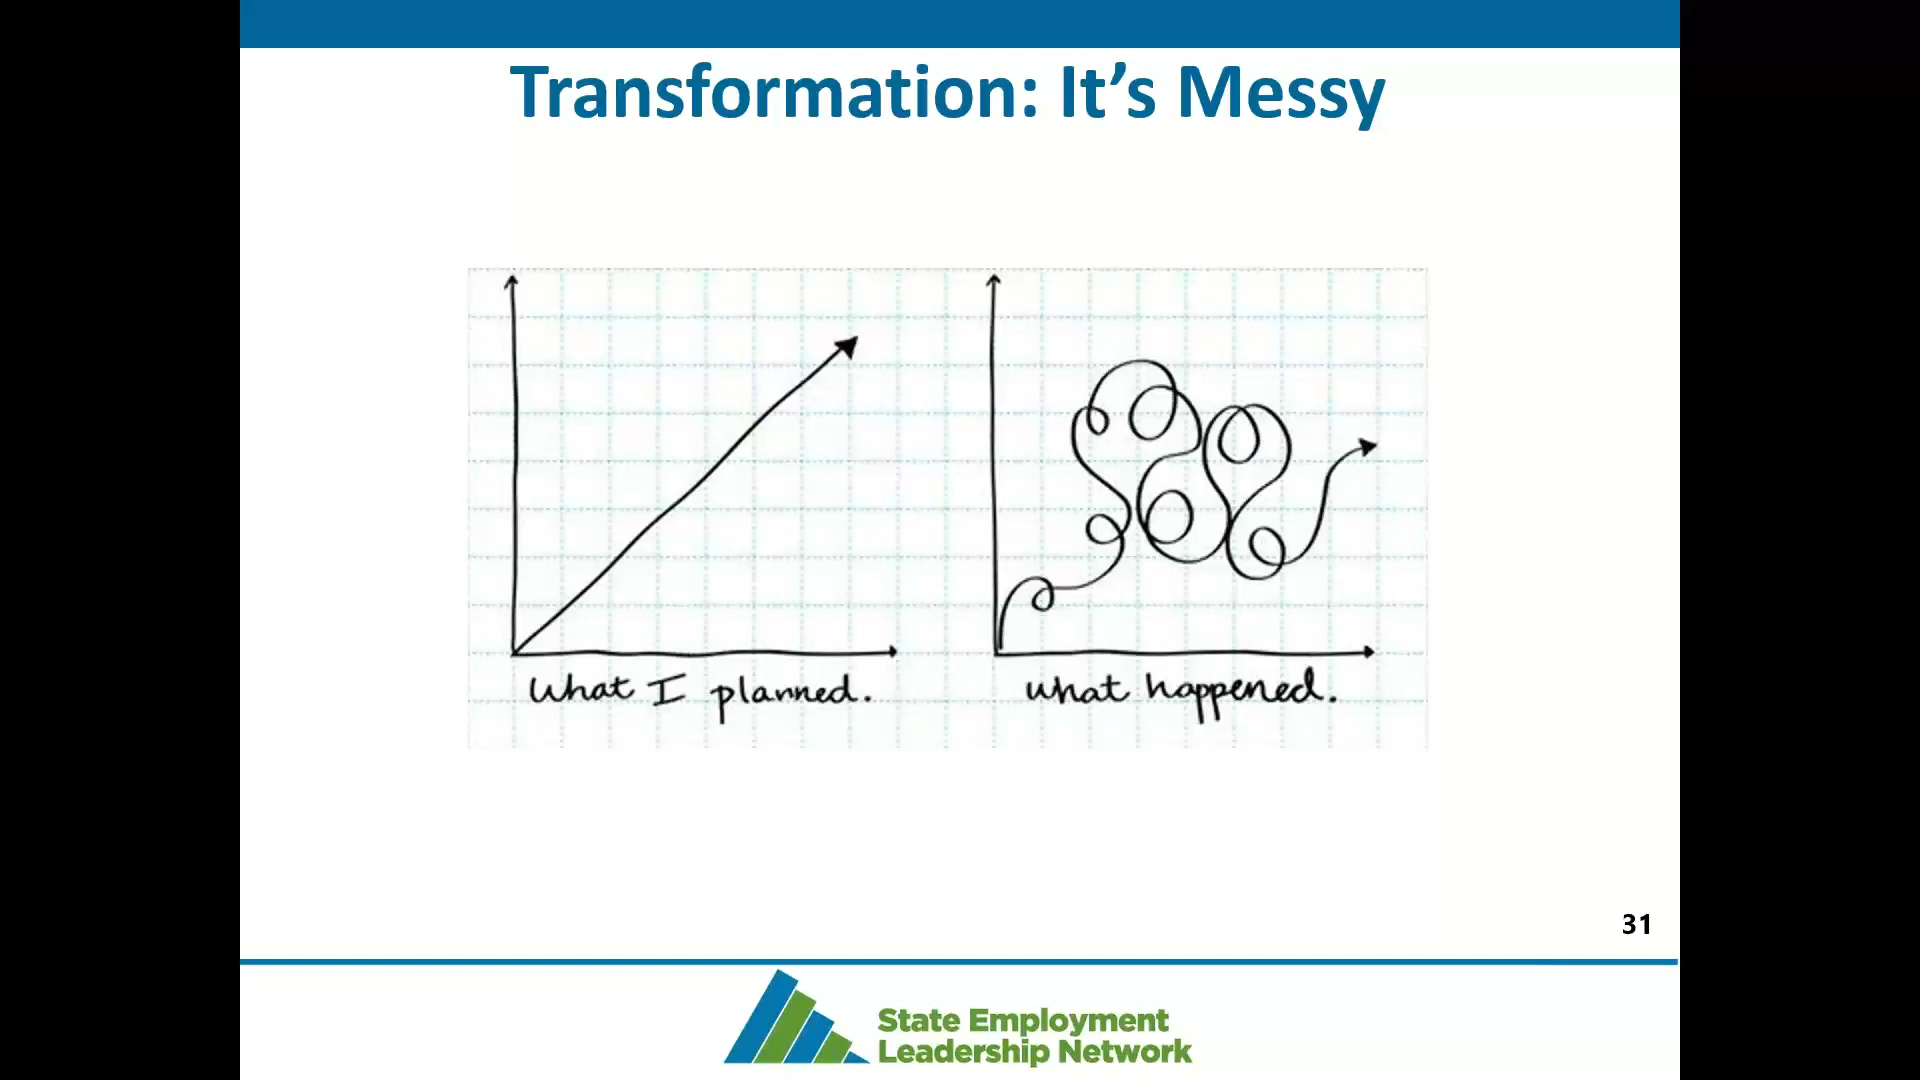 Transformation: It’s Messy
What I planned.
what happened.
31
State Employment
Leadership Network